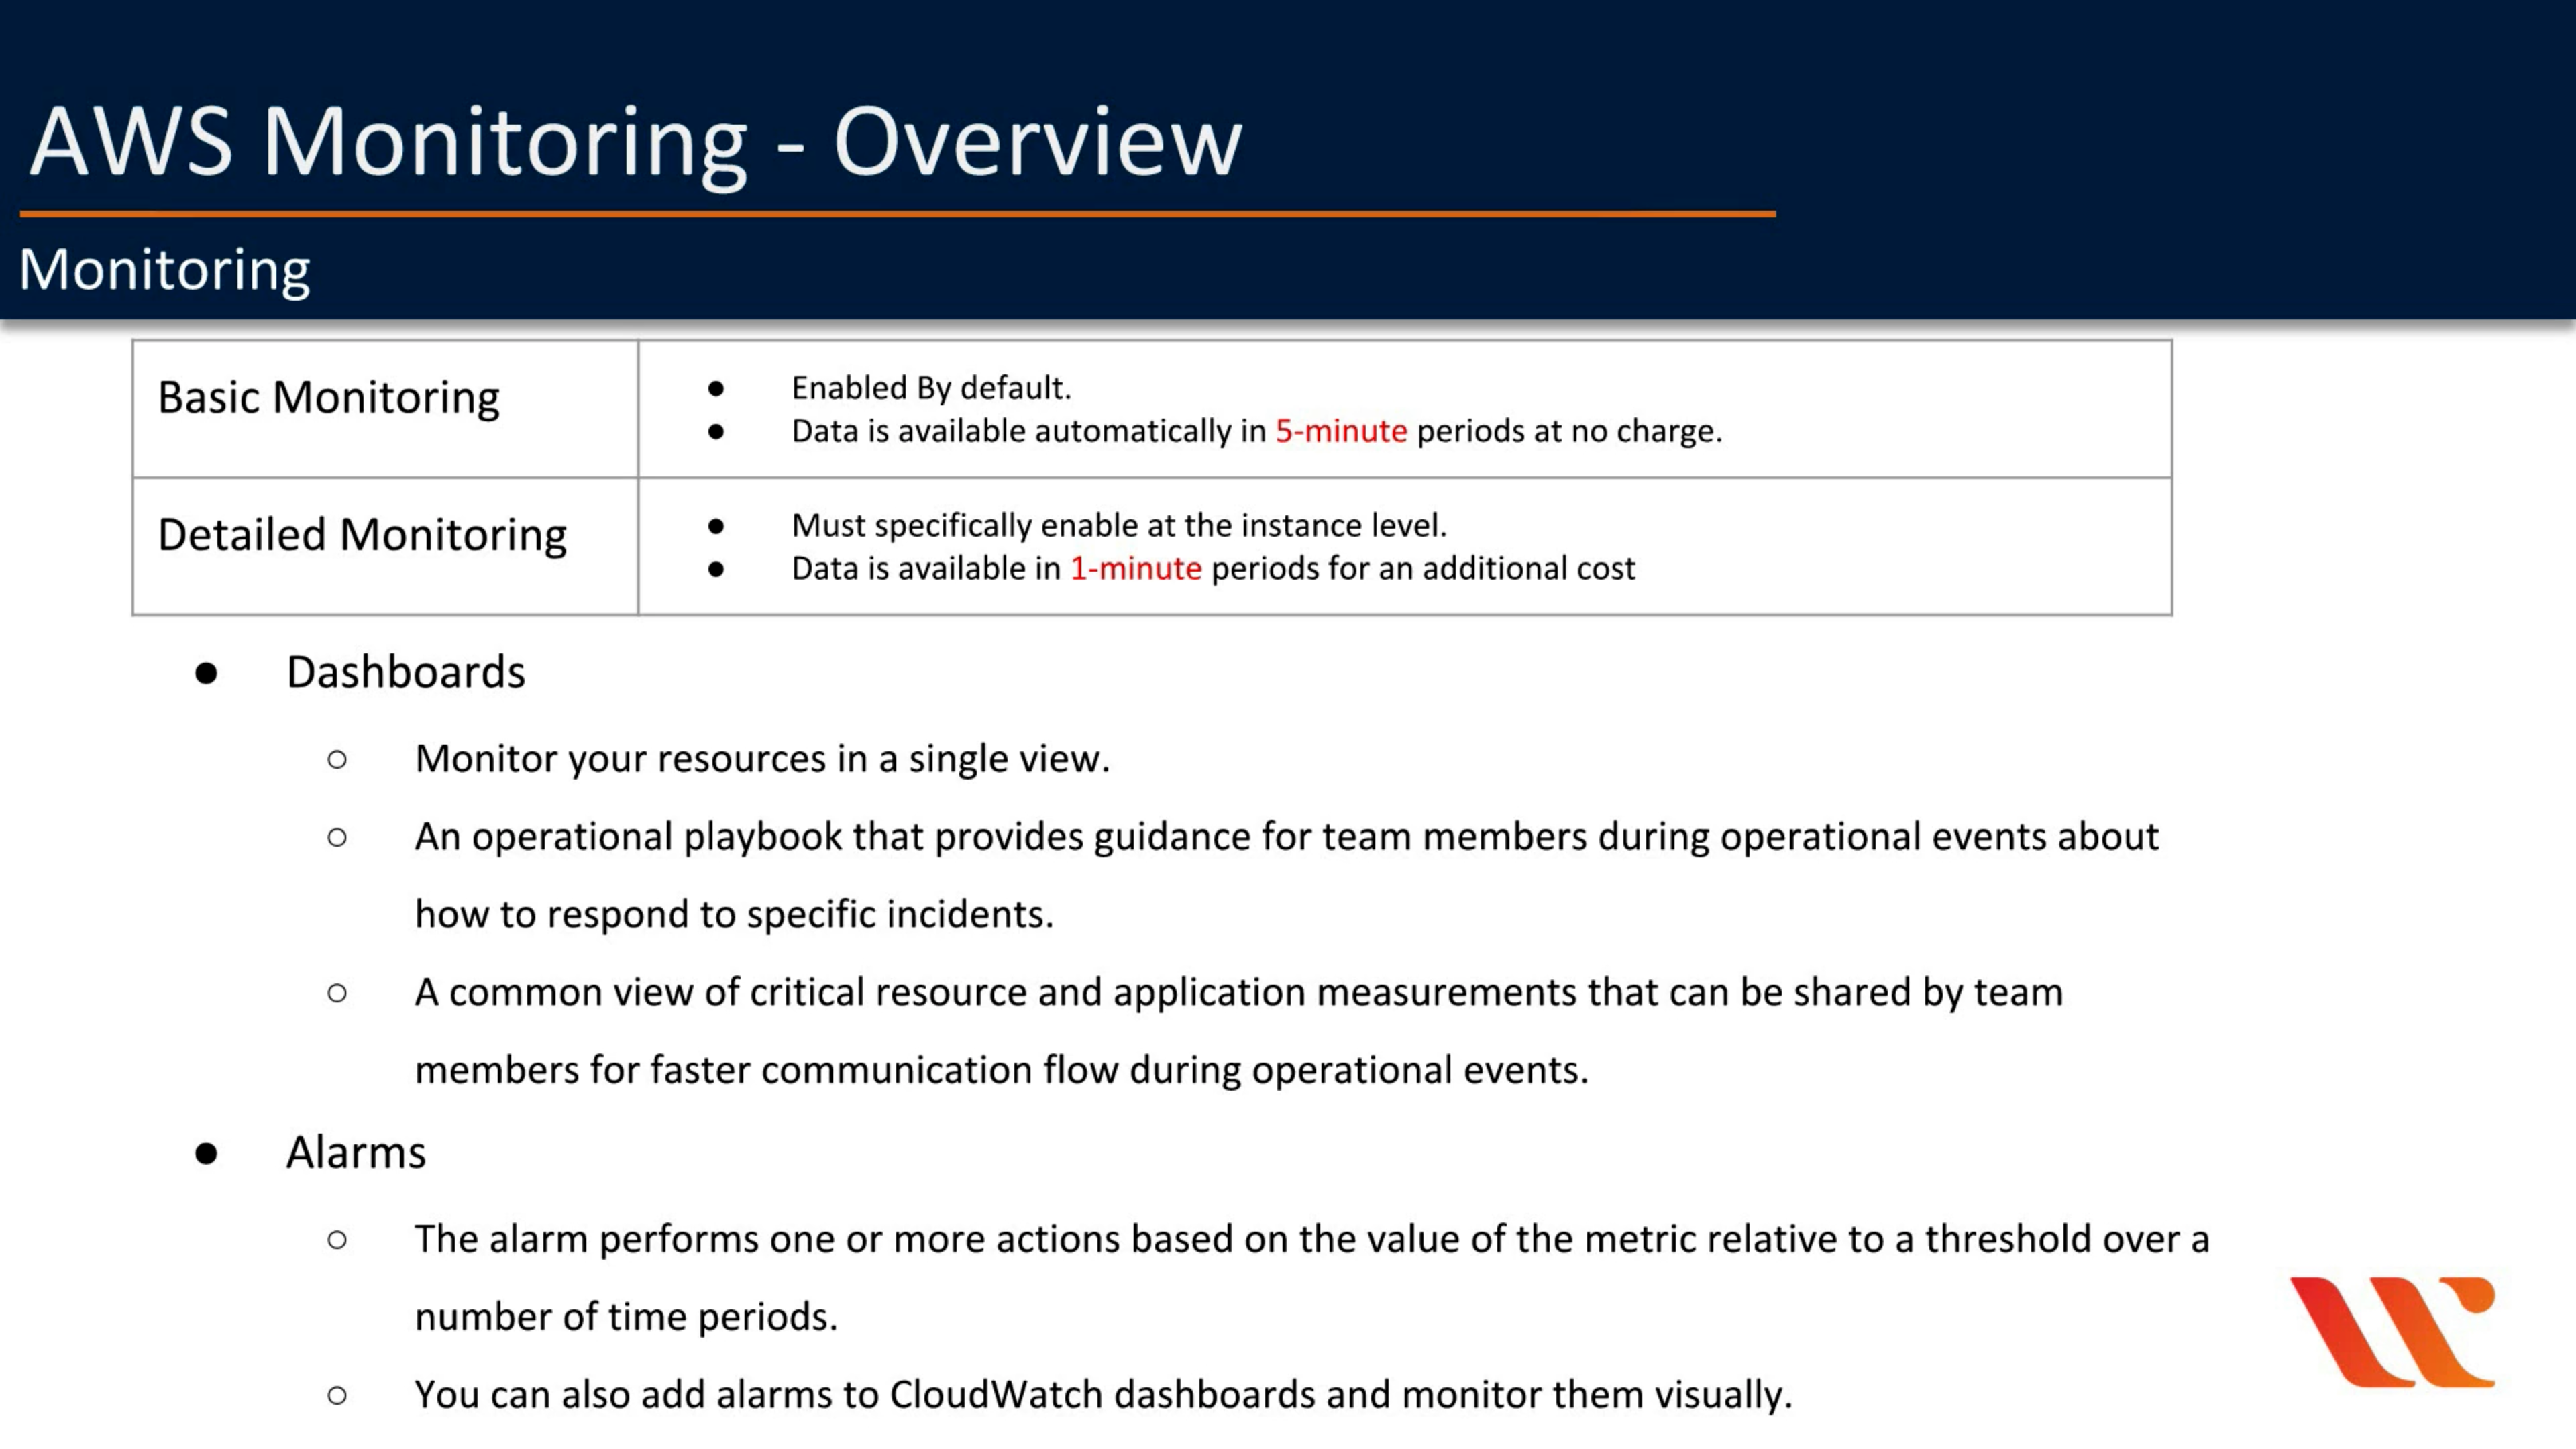 AWS Monitoring - Overview
Monitoring
Basic Monitoring
● Enabled By default.
● Data is available automatically in 5-minute periods at no charge.
Detailed Monitoring
● Must specifically enable at the instance level.
● Data is available in 1-minute periods for an additional cost
● Dashboards
○ Monitor your resources in a single view.
○ An operational playbook that provides guidance for team members during operational events about
how to respond to specific incidents.
○ A common view of critical resource and application measurements that can be shared by team
members for faster communication flow during operational events.
● Alarms
○ The alarm performs one or more actions based on the value of the metric relative to a threshold over a
number of time periods.
○ You can also add alarms to CloudWatch dashboards and monitor them visually.